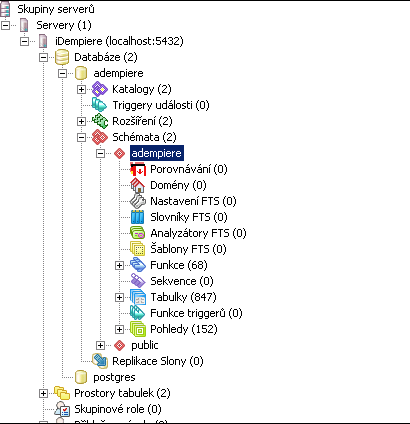 Skupiny serverů
Servery (1)
iDempiere (localhost:5432)
Databáze (2)
adempiere
Katalogy (2)
Triggery události (0)
Rozšíření (2)
Schémata (2)
adempiere
Porovnávání (0)
Domény (0)
Nastavení FTS (0)
Slovníky FTS (0)
Analyzátory FTS (0)
Šablony FTS (0)
Funkce (68)
Sekvence (0)
Tabulky (847)
Funkce triggerů (0)
Pohledy (152)
public
Replikace Slony (0)
postgres
Prostory tabulek (2)
Skupinové role (0)